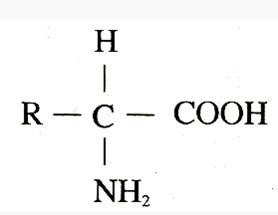 H
|
R — C — COOH
|
NH₂